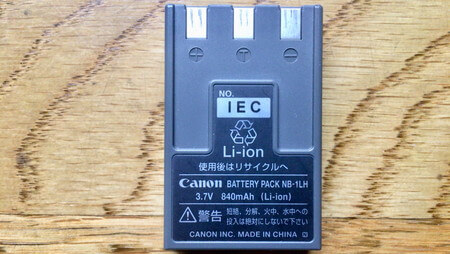 + T -
NO.
IEC
Li-ion
使用後はリサイクルへ
Canon BATTERY PACK NB-1LH
3.7V 840mAh (Li-ion)
警告 短絡、分解、火中、水中への
投入は絶対にしないで下さい
CANON INC. MADE IN CHINA